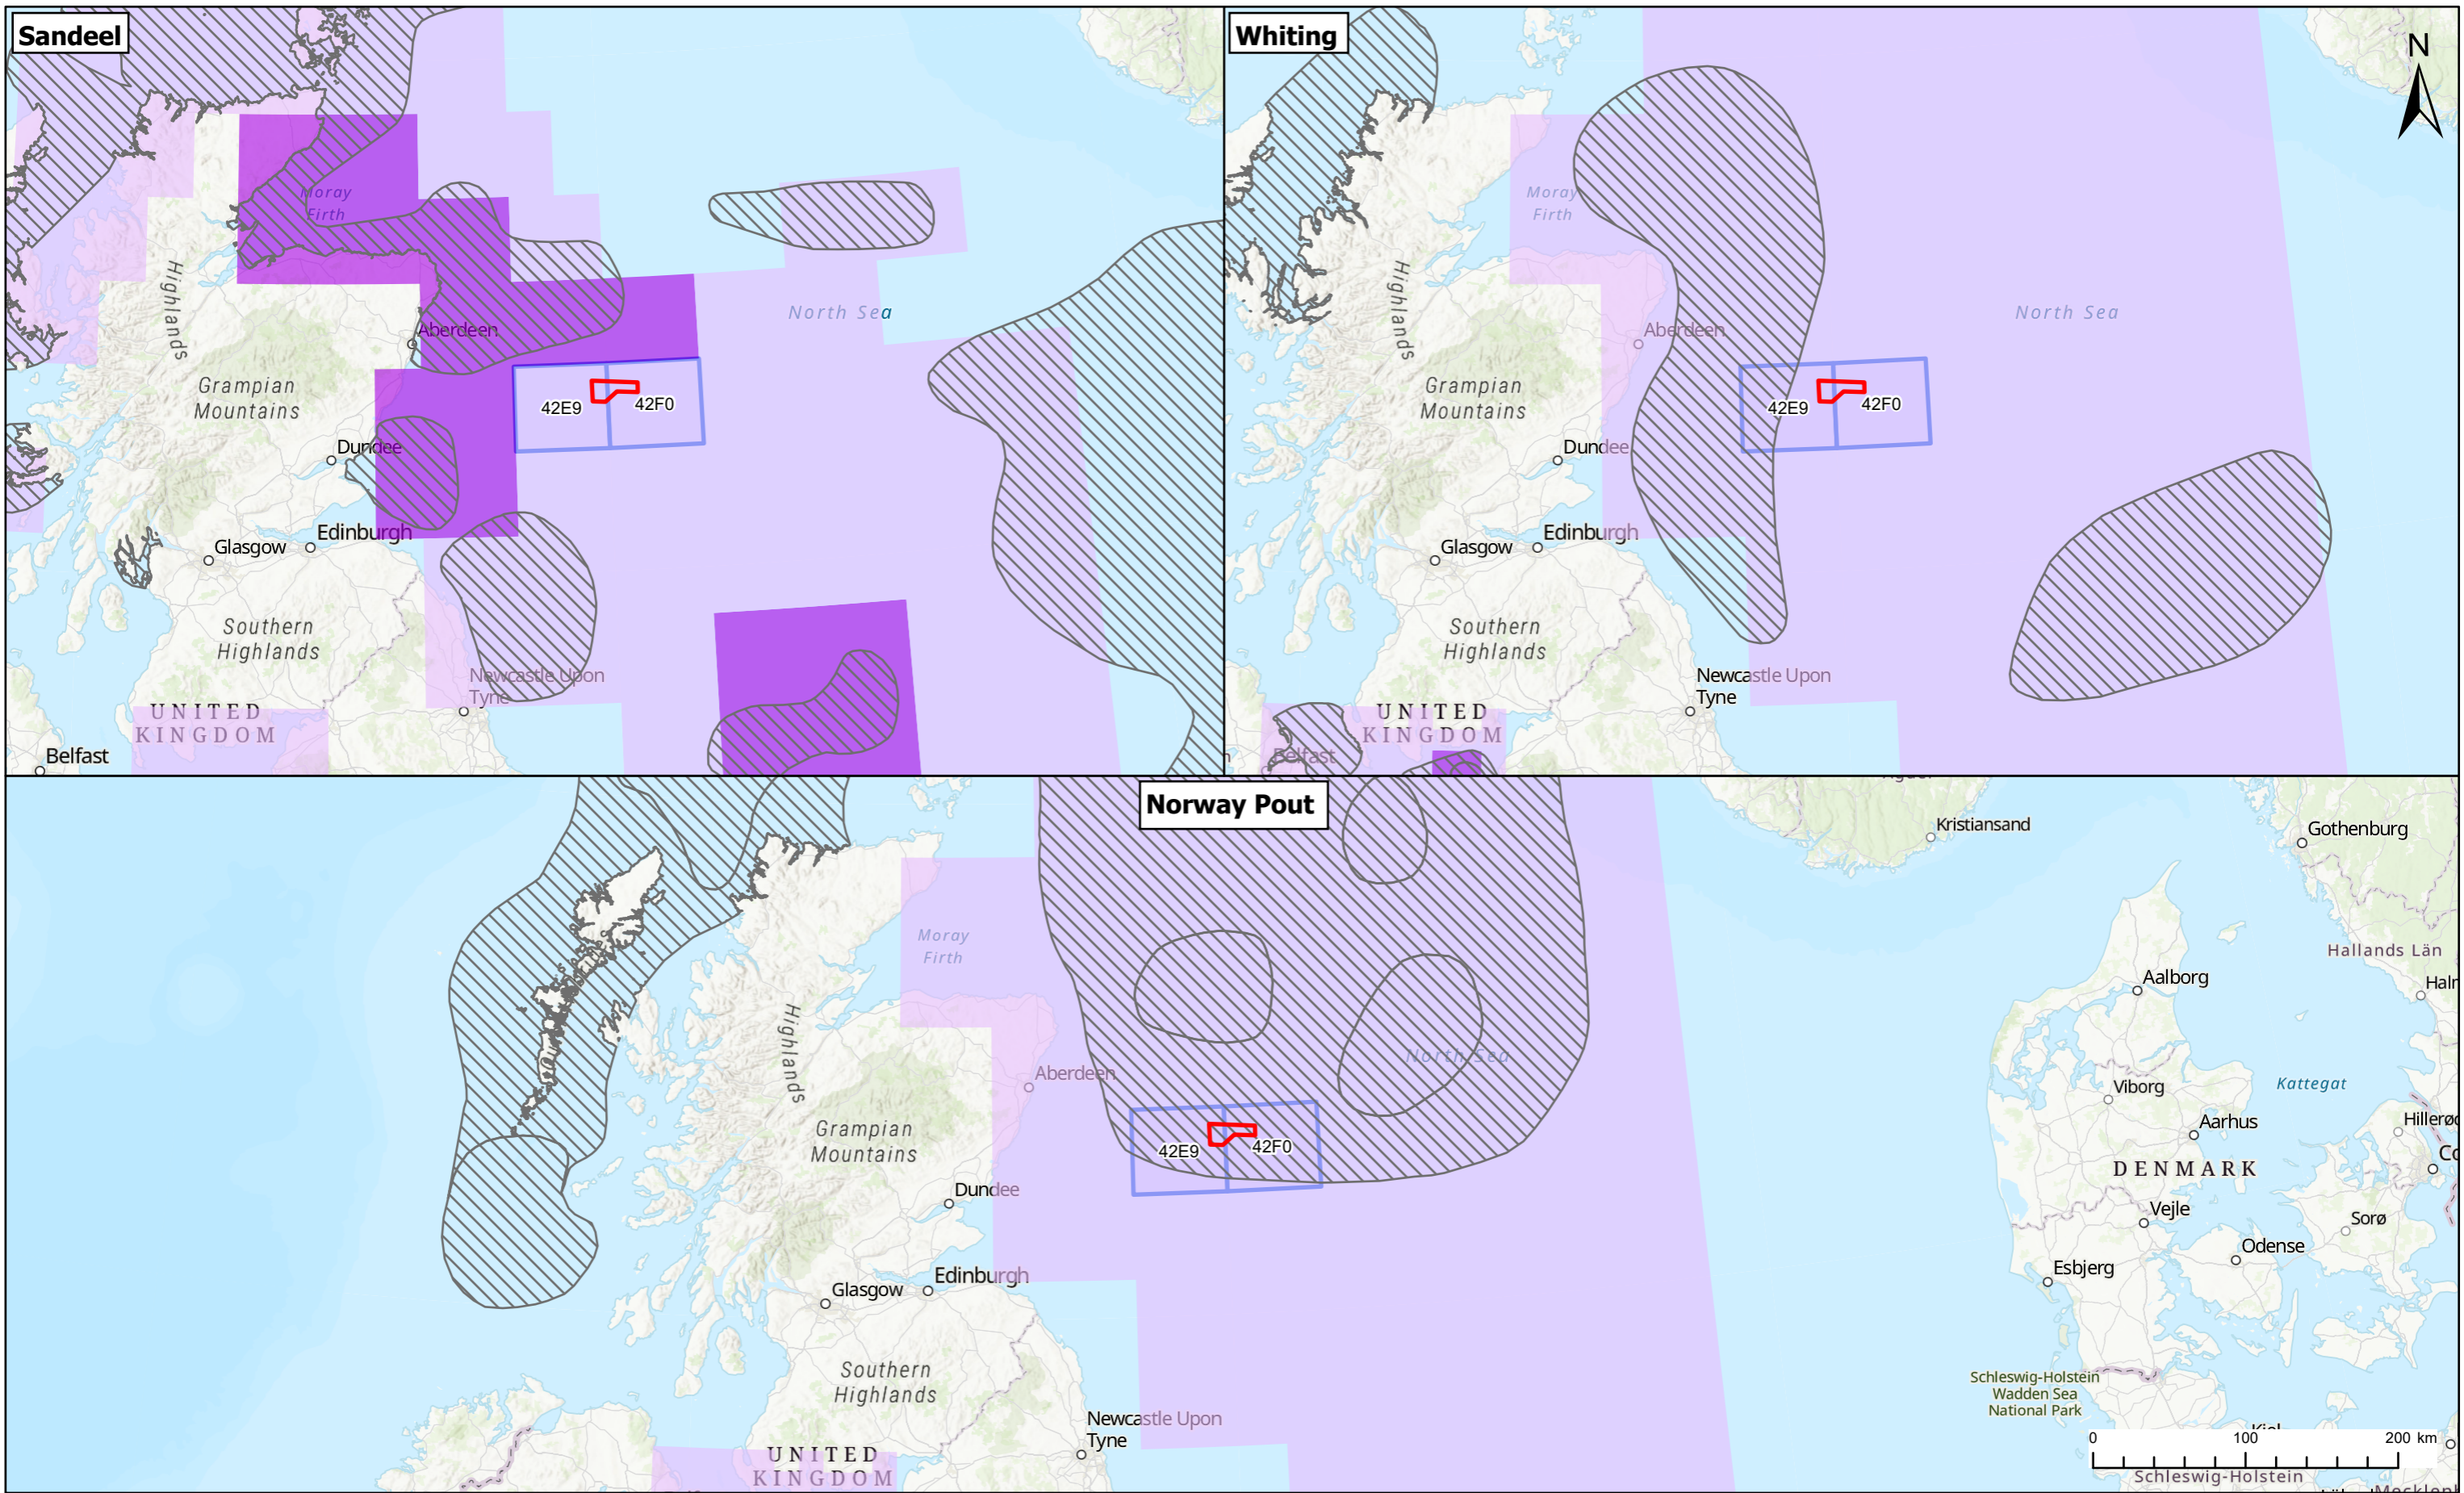 Sandeel
Moray
Firth
Highlands
Aberdeen
North Sea
Grampian
Mountains
42E9
42F0
Dundee
Edinburgh
Glasgow
Southern
Highlands
Newcastle Upon
Tyne
UNITED
KINGDOM
Belfast
Whiting
N
Moray
Firth
Highlands
Aberdeen
North Sea
Grampian
Mountains
42E9
42F0
Dundee
Edinburgh
Glasgow
Southern
Highlands
Newcastle Upon
Tyne
UNITED
KINGDOM
Belfast
Norway Pout
Kristiansand
Gothenburg
Moray
Firth
Hallands Län
Aalborg
Highlands
North Sea
Aberdeen
Viborg
Kattegat
Grampian
Mountains
42E9
42F0
Aarhus
DENMARK
Dundee
Vejle
Sorø
Odense
Esbjerg
Edinburgh
Glasgow
Southern
Highlands
Schleswig-Holstein
Wadden Sea
National Park
Newcastle Upon
Tyne
UNITED
KINGDOM
0 100 200 km
Schleswig-Holstein